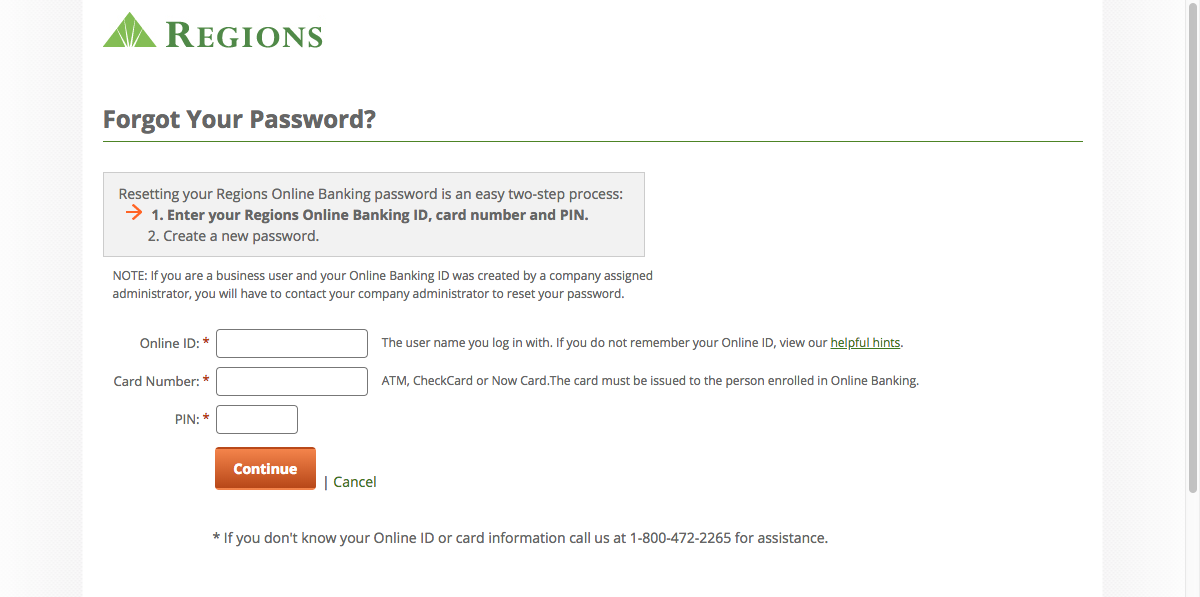 REGIONS
Forgot Your Password?
Resetting your Regions Online Banking password is an easy two-step process:
1. Enter your Regions Online Banking ID, card number and PIN.
2. Create a new password.
NOTE: If you are a business user and your Online Banking ID was created by a company assigned
administrator, you will have to contact your company administrator to reset your password.
Online ID: * The user name you log in with. If you do not remember your Online ID, view our helpful hints.
Card Number: * ATM, CheckCard or Now Card.The card must be issued to the person enrolled in Online Banking.
PIN: *
Continue | Cancel
* If you don't know your Online ID or card information call us at 1-800-472-2265 for assistance.